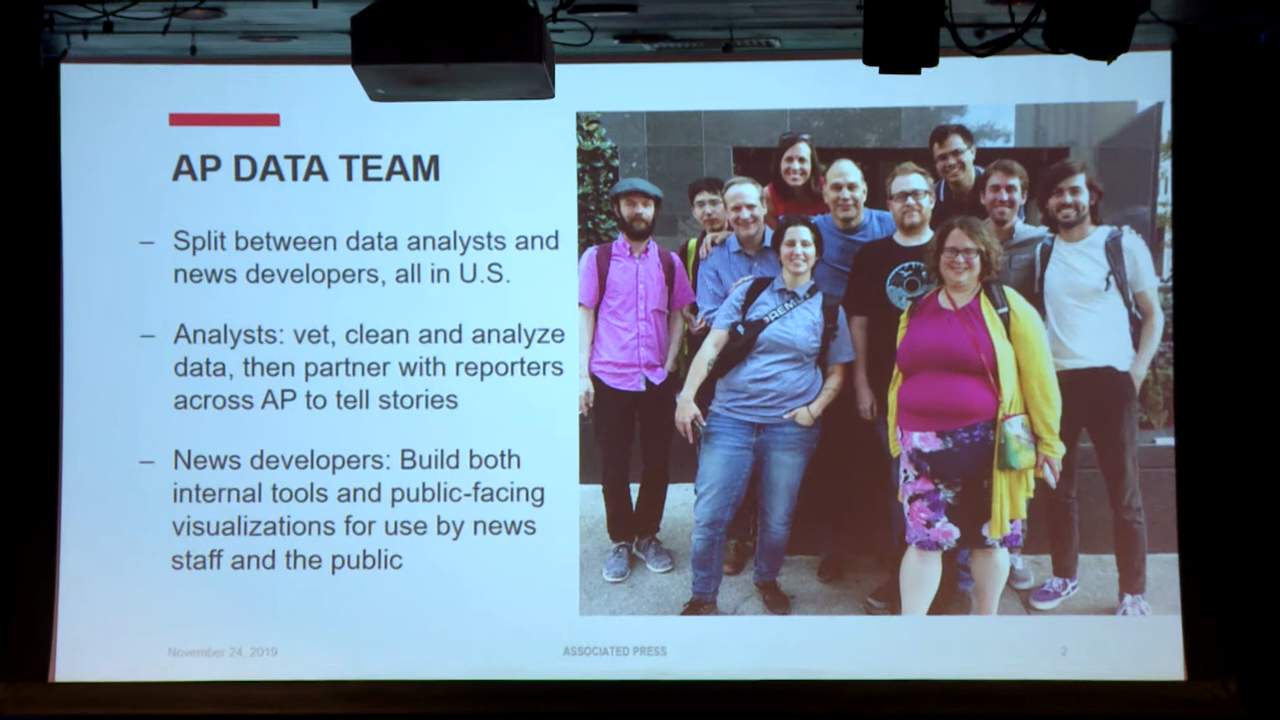 AP DATA TEAM
– Split between data analysts and
news developers, all in U.S.
– Analysts: vet, clean and analyze
data, then partner with reporters
across AP to tell stories
– News developers: Build both
internal tools and public-facing
visualizations for use by news
staff and the public
November 24, 2019
ASSOCIATED PRESS
2